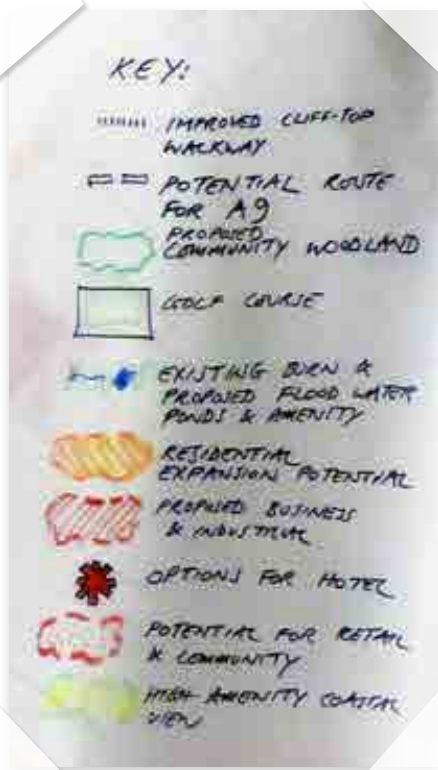 KEY:
IMPROVED CLIFF-TOP
WALKWAY
POTENTIAL ROUTE
FOR A9
PROPOSED
COMMUNITY WOODLAND
GOLF COURSE
EXISTING BURN &
PROPOSED FLOOD WATER
PONDS & AMENITY
RESIDENTIAL
EXPANSION POTENTIAL
PROPOSED BUSINESS
& INDUSTRIAL
OPTIONS FOR HOTEL
POTENTIAL FOR RETAIL
& COMMUNITY
HIGH AMENITY COASTAL
VIEW